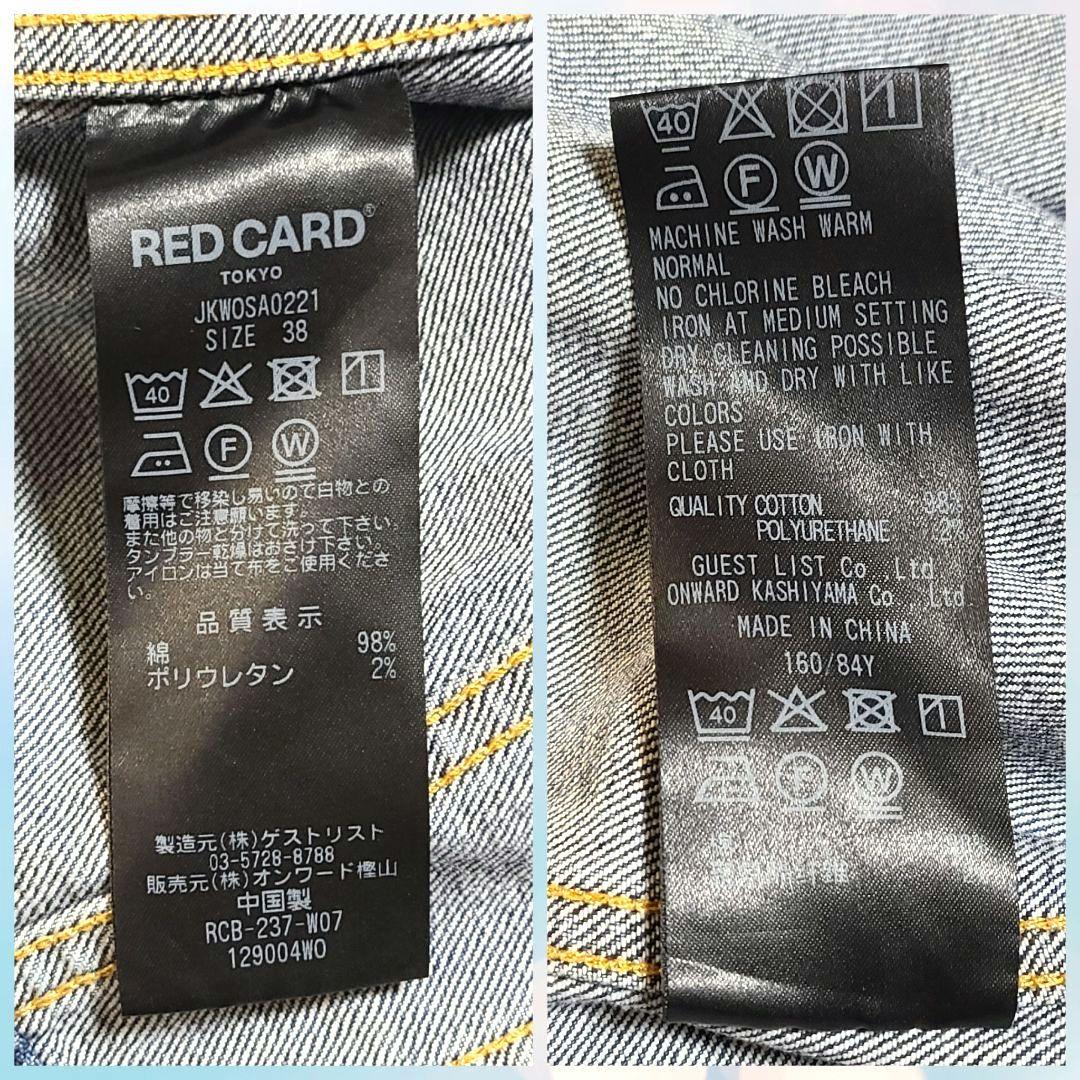 RED CARD®
TOKYO
JKWOSA0221
SIZE 38
40
F W
摩擦等で移染し易いので白物との
着用はご注意願います。
また他の物と分けて洗って下さい。
タンブラー乾燥はおさけ下さい。
アイロンは当て布をご使用くださ
い。
品質表示
綿 98%
ポリウレタン 2%
製造元(株)ゲストリスト
03-5728-8788
販売元(株)オンワード樫山
中国製
RCB-237-W07
129004WO
40
F W
MACHINE WASH WARM
NORMAL
NO CHLORINE BLEACH
IRON AT MEDIUM SETTING
DRY CLEANING POSSIBLE
WASH AND DRY WITH LIKE
COLORS
PLEASE USE IRON WITH
CLOTH
QUALITY COTTON 98%
POLYURETHANE 2%
GUEST LIST Co .,Ltd
ONWARD KASHIYAMA Co .,Ltd
MADE IN CHINA
160/84Y
40
F W